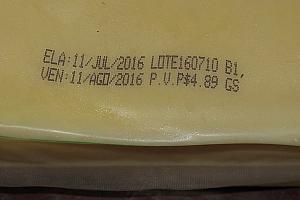 ELA:11/JUL/2016 LOTE160710 B1,
VEN:11/AGO/2016 P.V.P$4.89 GS